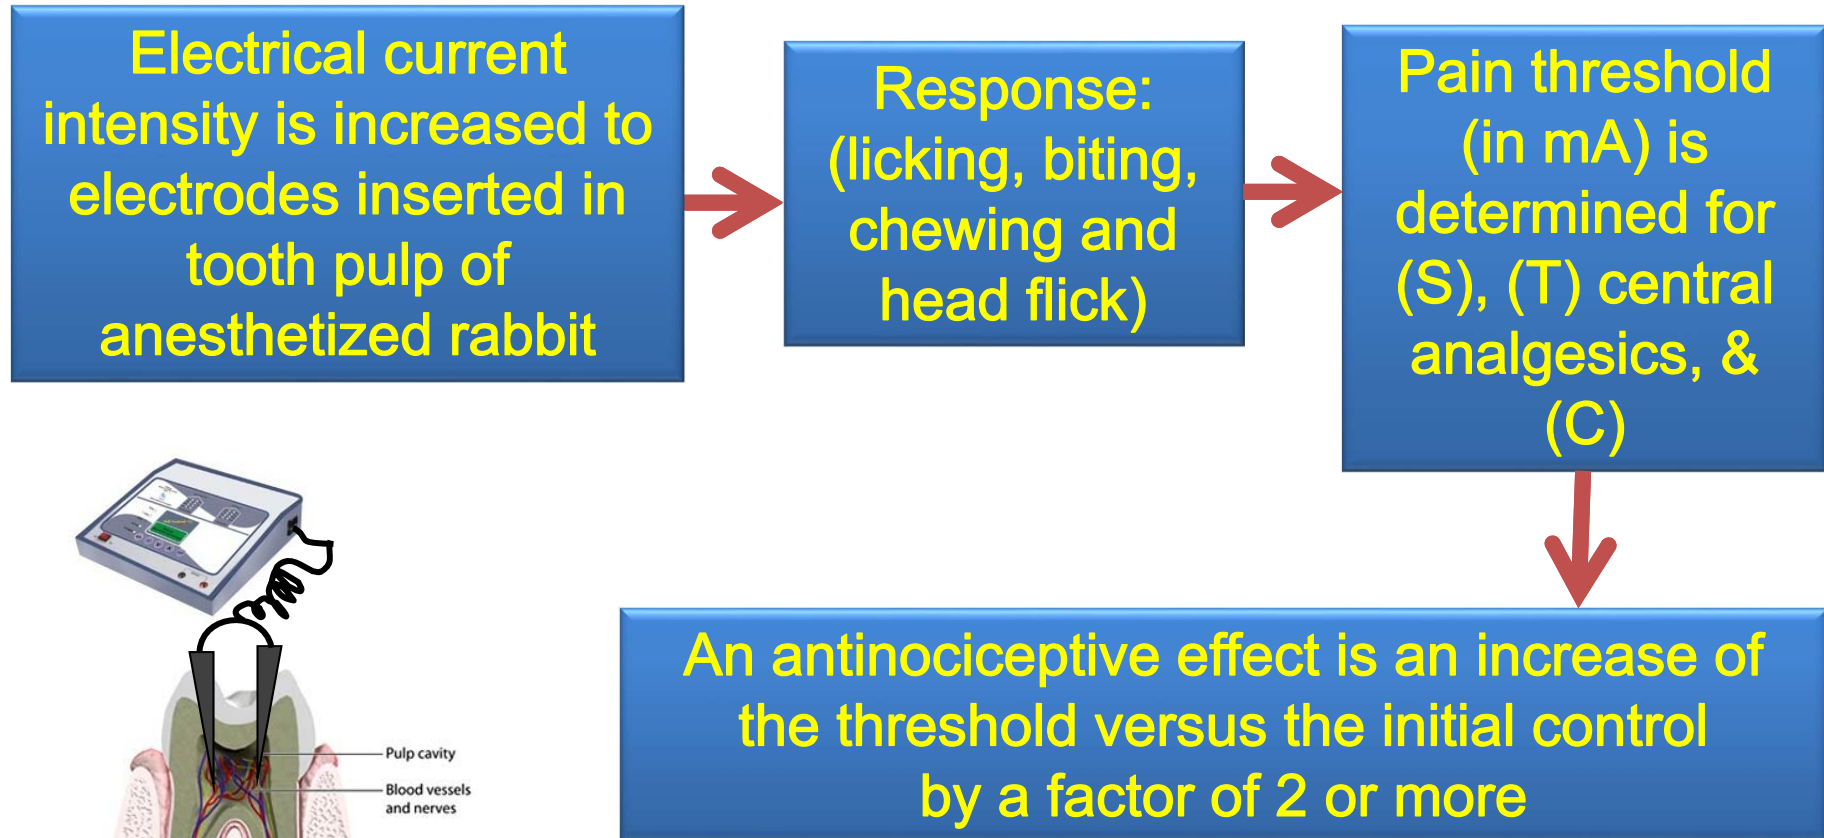 Electrical current
intensity is increased to
electrodes inserted in
tooth pulp of
anesthetized rabbit
Response:
(licking, biting,
chewing and
head flick)
Pain threshold
(in mA) is
determined for
(S), (T) central
analgesics, &
(C)
An antinociceptive effect is an increase of
the threshold versus the initial control
by a factor of 2 or more
Pulp cavity
Blood vessels
and nerves